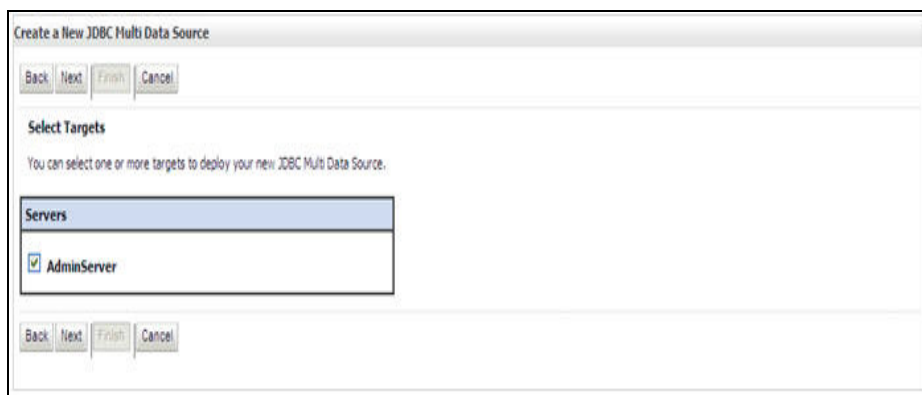 Create a New JDBC Multi Data Source
Back Next Finish Cancel
Select Targets
You can select one or more targets to deploy your new JDBC Multi Data Source.
Servers
AdminServer
Back Next Finish Cancel